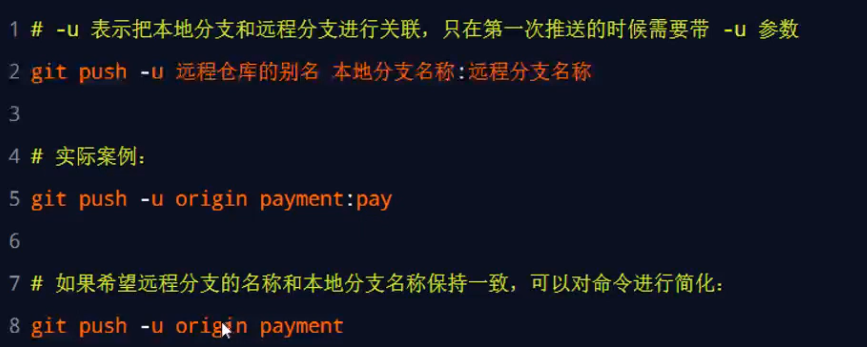 1 # -u 表示把本地分支和远程分支进行关联，只在第一次推送的时候需要带 -u 参数
2 git push -u 远程仓库的别名 本地分支名称:远程分支名称
3
4 # 实际案例：
5 git push -u origin payment:pay
6
7 # 如果希望远程分支的名称和本地分支名称保持一致，可以对命令进行简化：
8 git push -u origin payment